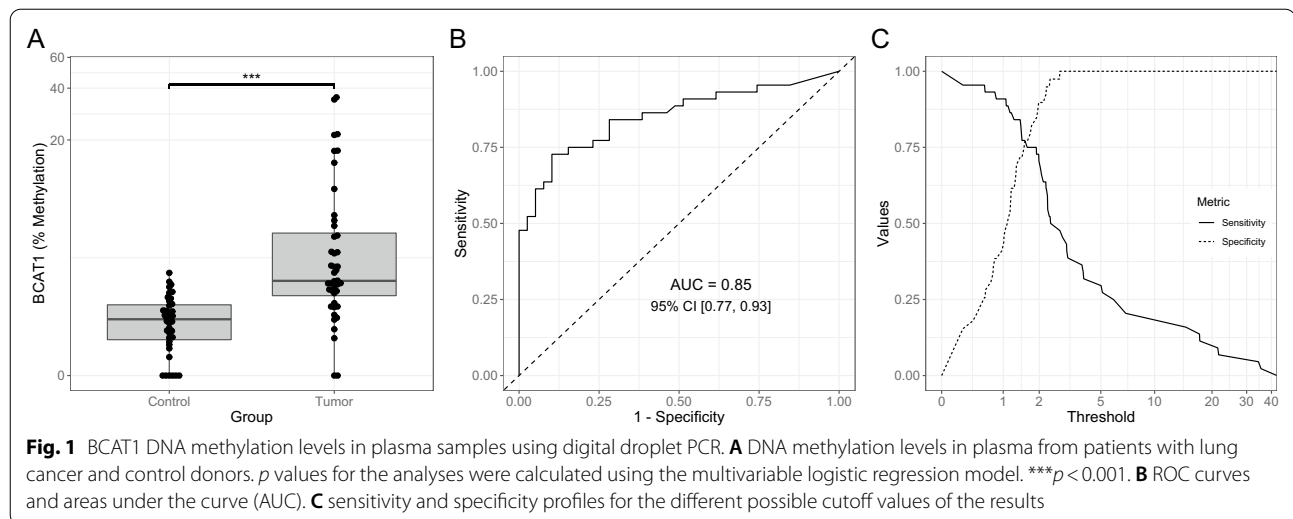 A
BCAT1 (% Methylation)
60
40
20
0
***
Control
Tumor
Group
B
Sensitivity
1.00
0.75
0.50
0.25
0.00
AUC = 0.85
95% CI [0.77, 0.93]
0.00
0.25
0.50
0.75
1.00
1 - Specificity
C
Values
1.00
0.75
0.50
0.25
0.00
Metric
Sensitivity
Specificity
0
1
2
5
10
20
30
40
Threshold
Fig. 1 BCAT1 DNA methylation levels in plasma samples using digital droplet PCR. A DNA methylation levels in plasma from patients with lung
cancer and control donors. p values for the analyses were calculated using the multivariable logistic regression model. ***p < 0.001. B ROC curves
and areas under the curve (AUC). C sensitivity and specificity profiles for the different possible cutoff values of the results